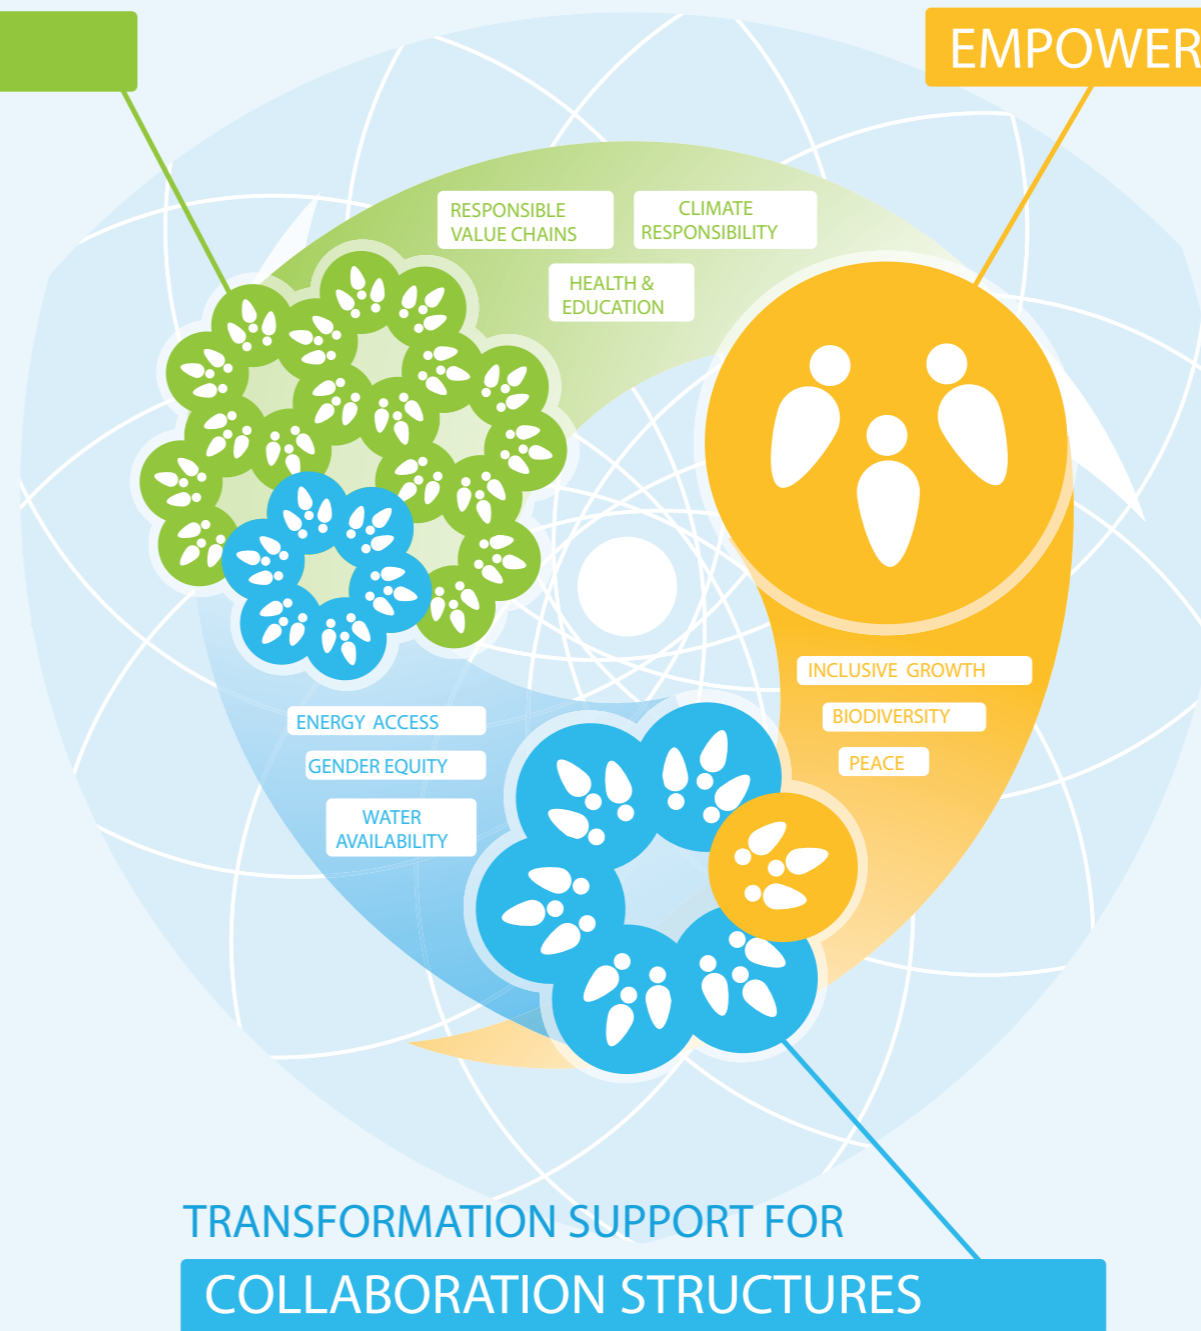 EMPOWER
RESPONSIBLE
VALUE CHAINS
CLIMATE
RESPONSIBILITY
HEALTH &
EDUCATION
INCLUSIVE GROWTH
BIODIVERSITY
PEACE
ENERGY ACCESS
GENDER EQUITY
WATER
AVAILABILITY
TRANSFORMATION SUPPORT FOR
COLLABORATION STRUCTURES